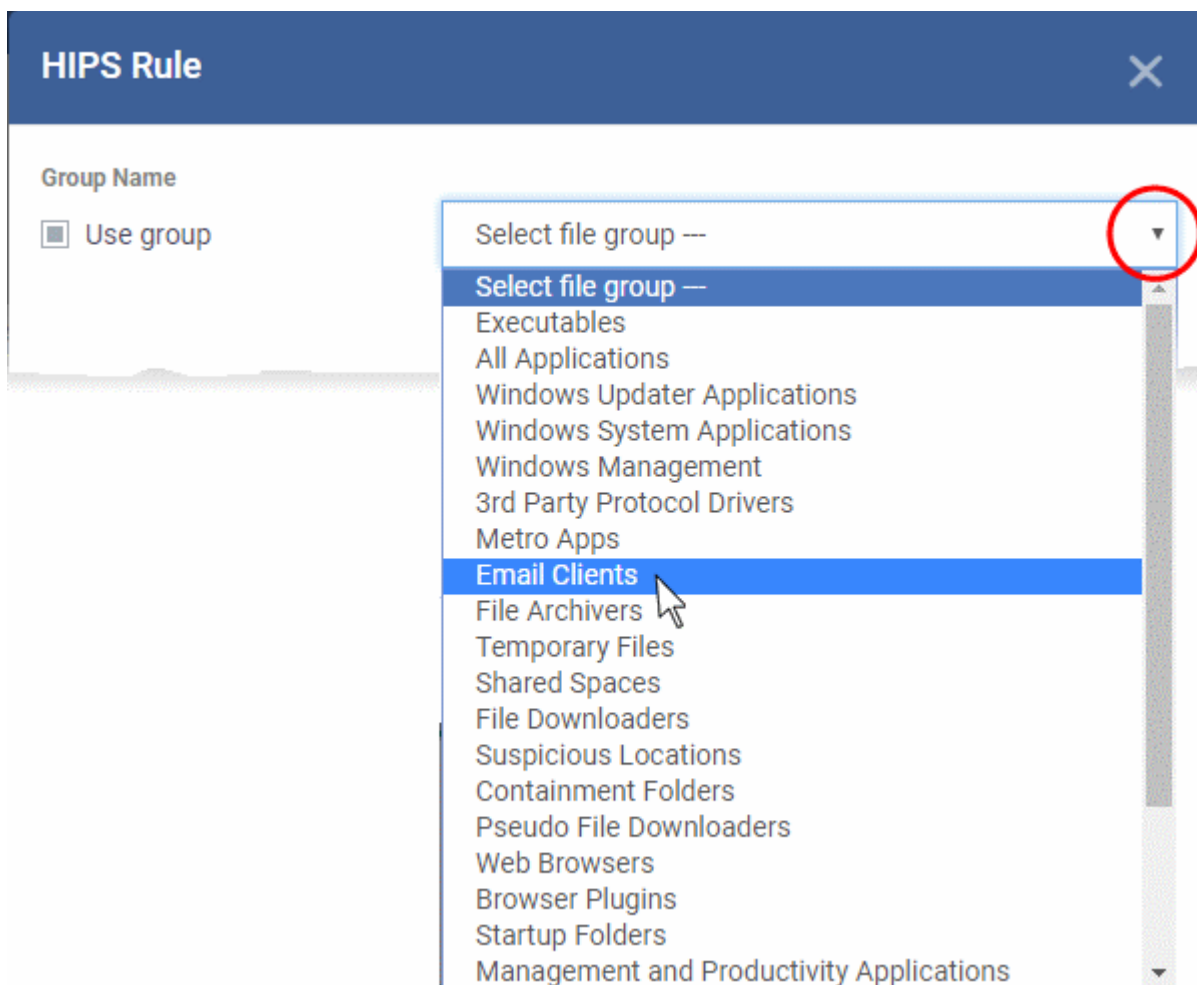 HIPS Rule
Group Name
Use group
Select file group ---
Select file group ---
Executables
All Applications
Windows Updater Applications
Windows System Applications
Windows Management
3rd Party Protocol Drivers
Metro Apps
Email Clients
File Archivers
Temporary Files
Shared Spaces
File Downloaders
Suspicious Locations
Containment Folders
Pseudo File Downloaders
Web Browsers
Browser Plugins
Startup Folders
Management and Productivity Applications